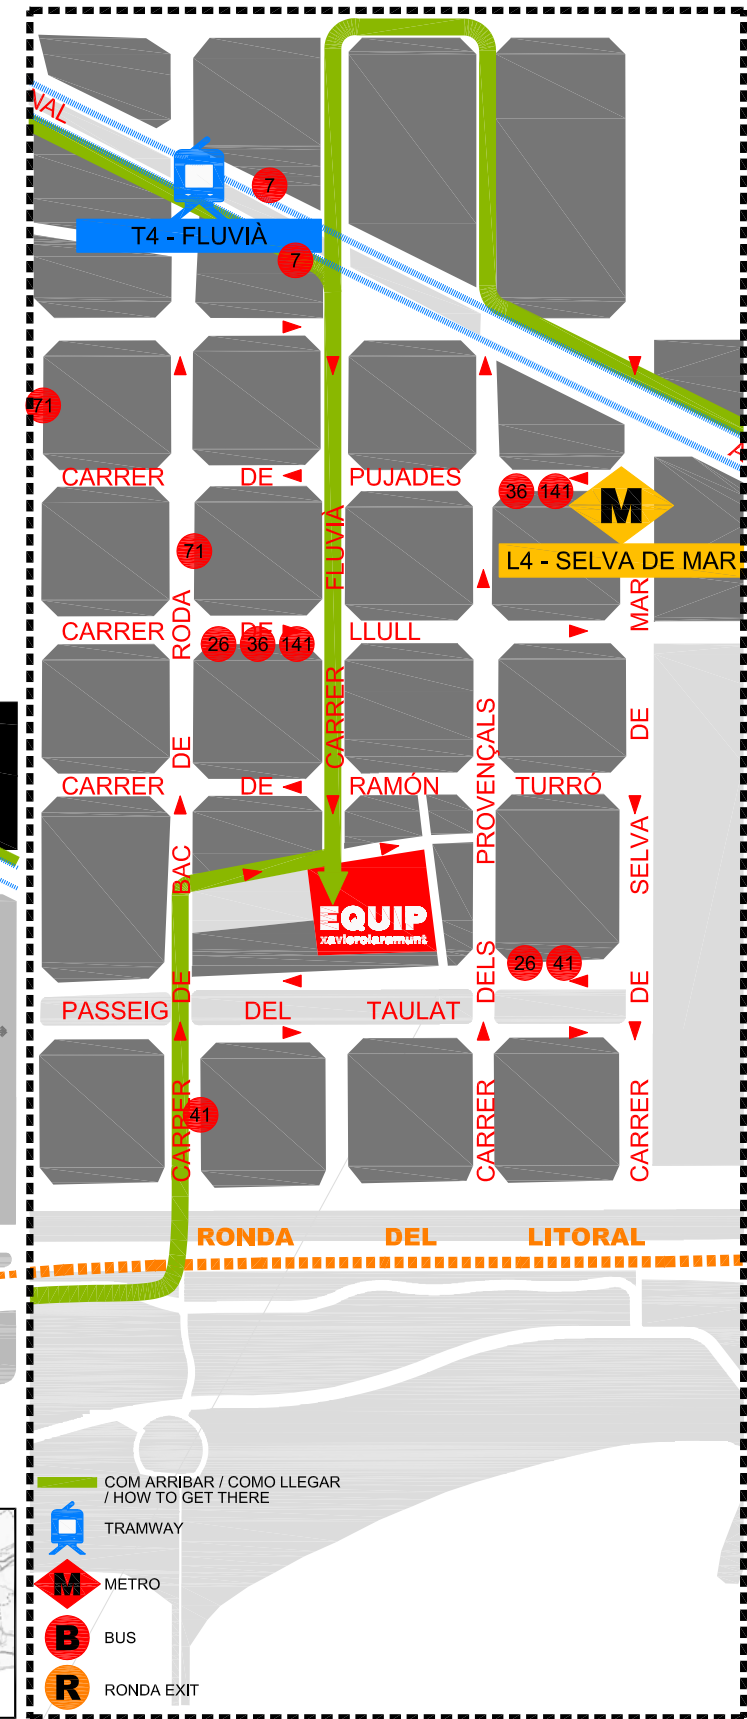 NAL
7
T4 - FLUVIÀ
7
71
CARRER DE PUJADES
36 141
M
L4 - SELVA DE MAR
71
CARRER DE LLULL
26 36 141
CARRER DE RAMÓN TURRÓ
CARRER DE BAC DE RODA
CARRER FLUVIÀ
CARRER DELS PROVENÇALS
CARRER DE SELVA DE MAR
EQUIP
xavierclaramunt
26 41
PASSEIG DEL TAULAT
41
RONDA DEL LITORAL
COM ARRIBAR / COMO LLEGAR
/ HOW TO GET THERE
TRAMWAY
M METRO
B BUS
R RONDA EXIT